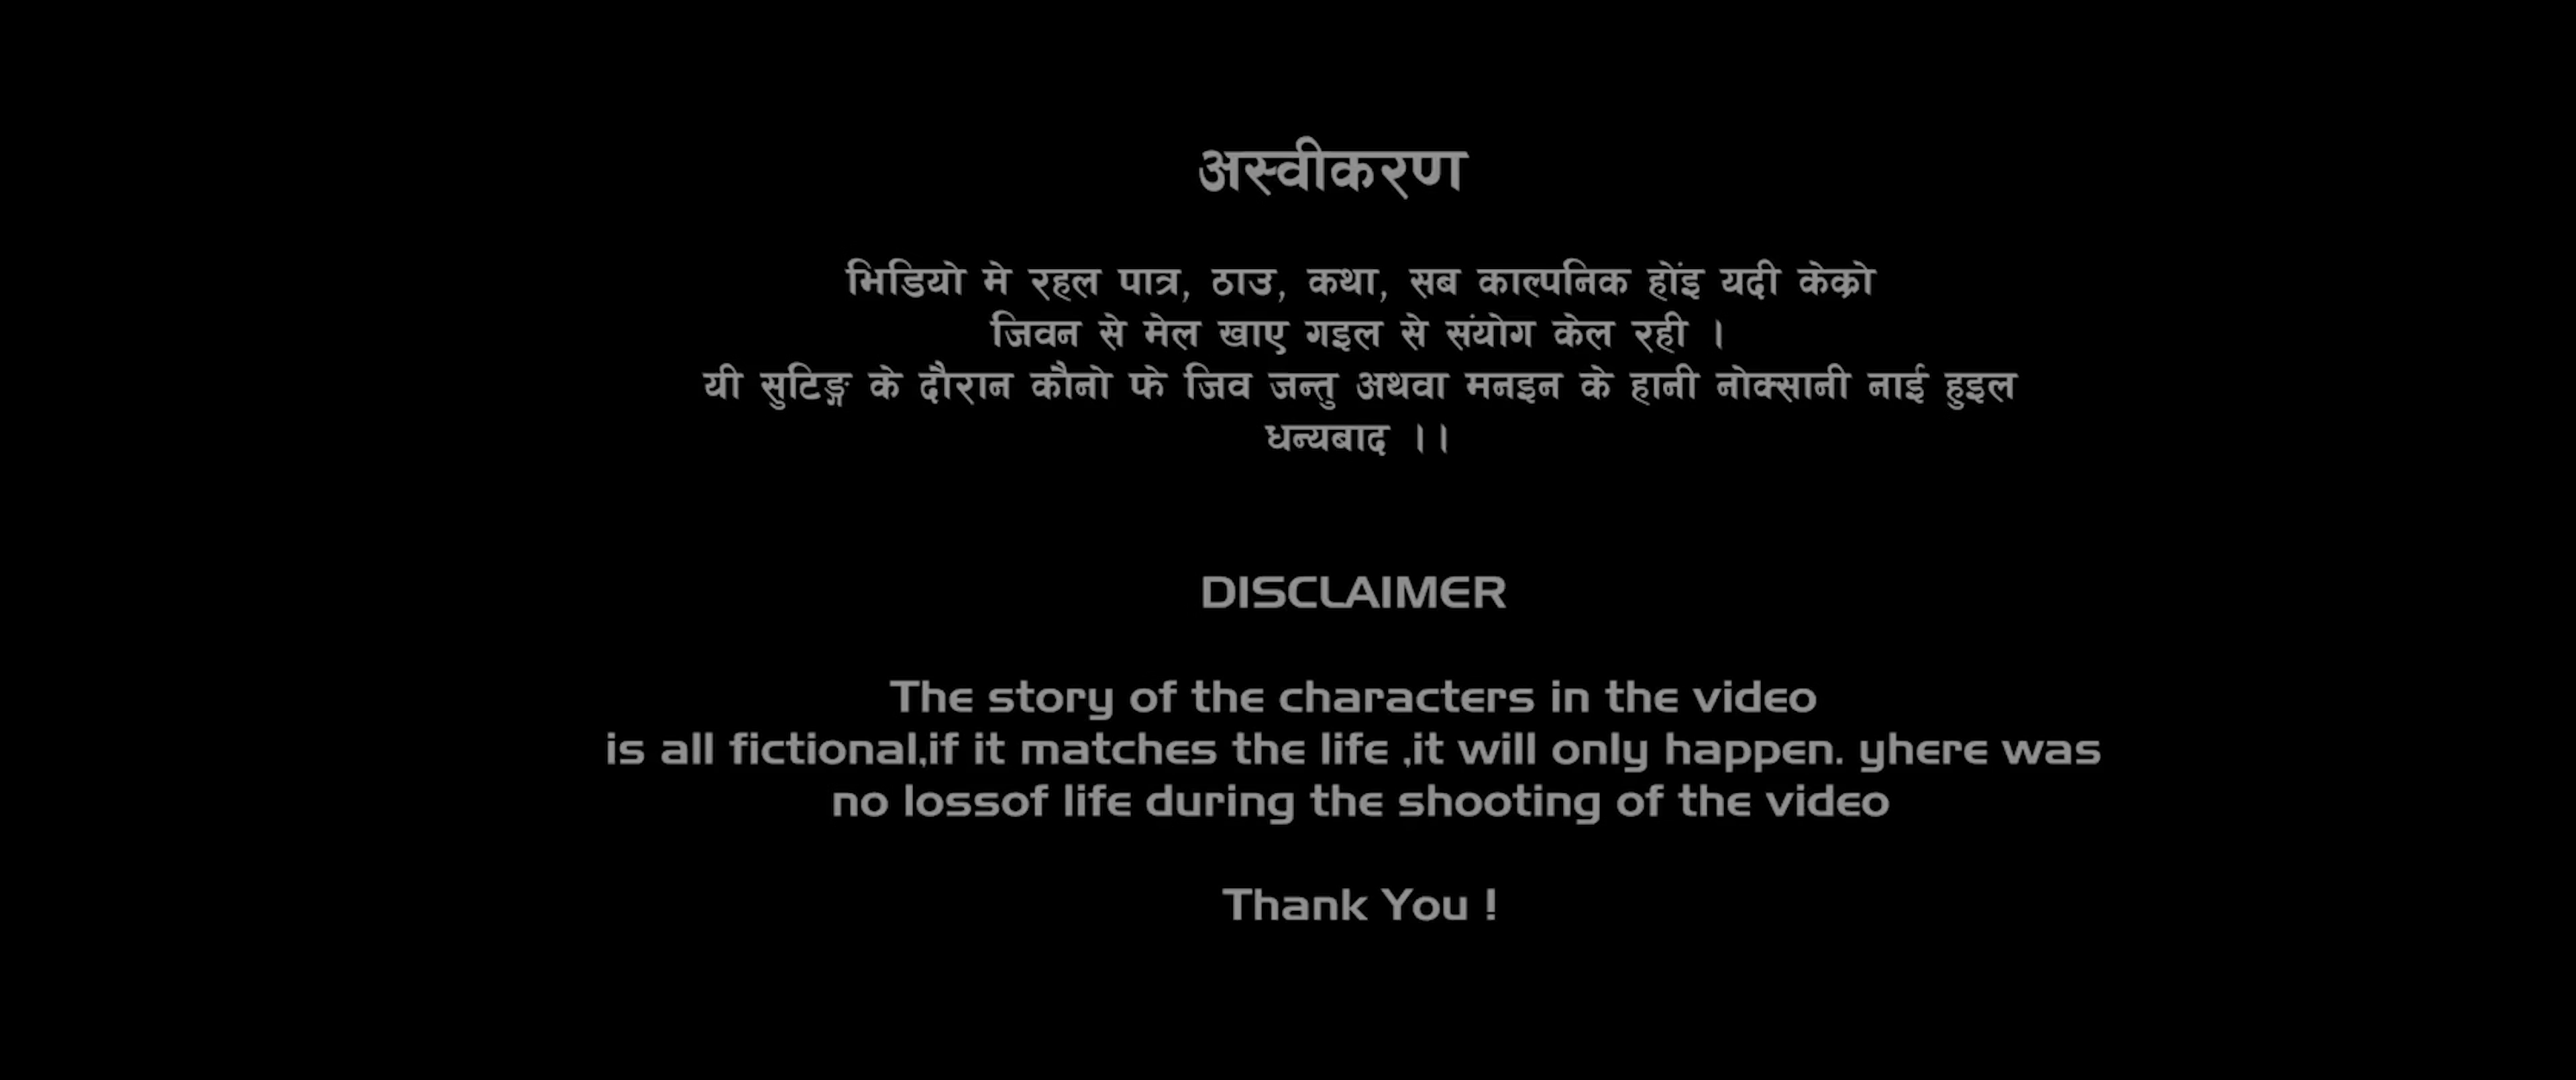 अस्वीकरण
भिडियो मे रहल पात्र, ठाउ, कथा, सब काल्पनिक होंइ यदी केक्रो
जिवन से मेल खाए गइल से संयोग केल रही ।
यी सुटिङ्ग के दौरान कौनो फे जिव जन्तु अथवा मनइन के हानी नोक्सानी नाई हुइल
धन्यबाद ।।
DISCLAIMER
The story of the characters in the video
is all fictional,if it matches the life ,it will only happen. yhere was
no lossof life during the shooting of the video
Thank You !